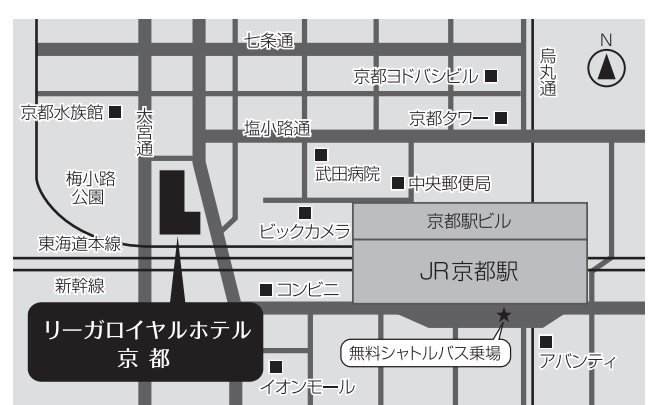 七条通
N
烏丸通
京都ヨドバシビル
京都水族館
大宮通
京都タワー
塩小路通
武田病院
中央郵便局
梅小路
公園
ビックカメラ
京都駅ビル
東海道本線
JR京都駅
新幹線
コンビニ
リーガロイヤルホテル
京都
無料シャトルバス乗場
アバンティ
イオンモール